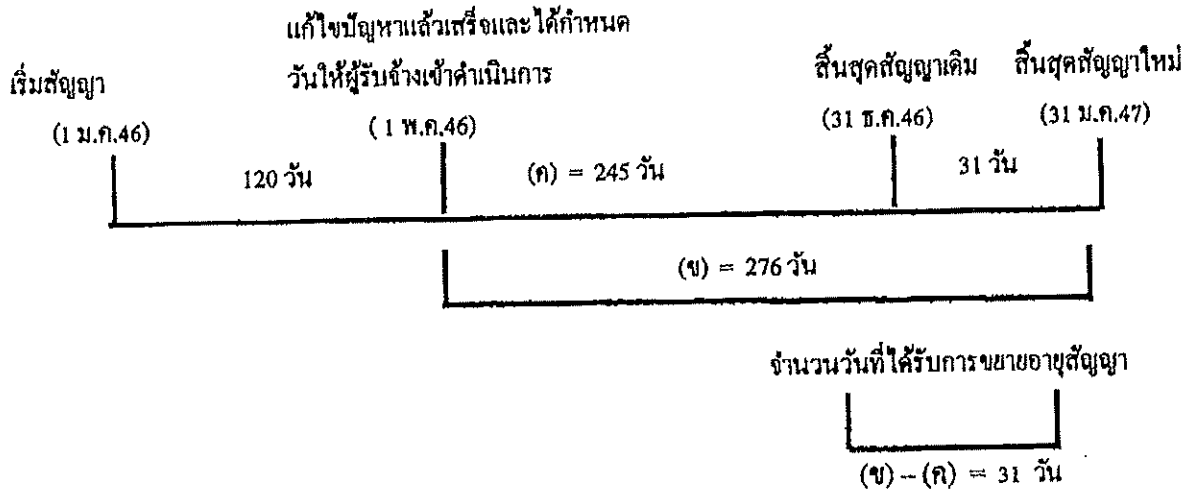 แก้ไขปัญหาแล้วเสร็จและได้กำหนด
วันให้ผู้รับจ้างเข้าดำเนินการ
เริ่มสัญญา
สิ้นสุดสัญญาเดิม
สิ้นสุดสัญญาใหม่
(1 ม.ค.46)
( 1 พ.ค.46)
(31 ธ.ค.46)
(31 ม.ค.47)
120 วัน
(ค) = 245 วัน
31 วัน
(ข) = 276 วัน
จำนวนวันที่ได้รับการขยายอายุสัญญา
(ข) – (ค) = 31 วัน